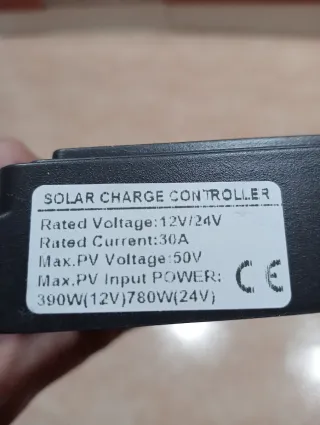 SOLAR CHARGE CONTROLLER
Rated Voltage:12V/24V
Rated Current:30A
Max.PV Voltage:50V
Max.PV Input POWER:
390W(12V)780W(24V)
CE